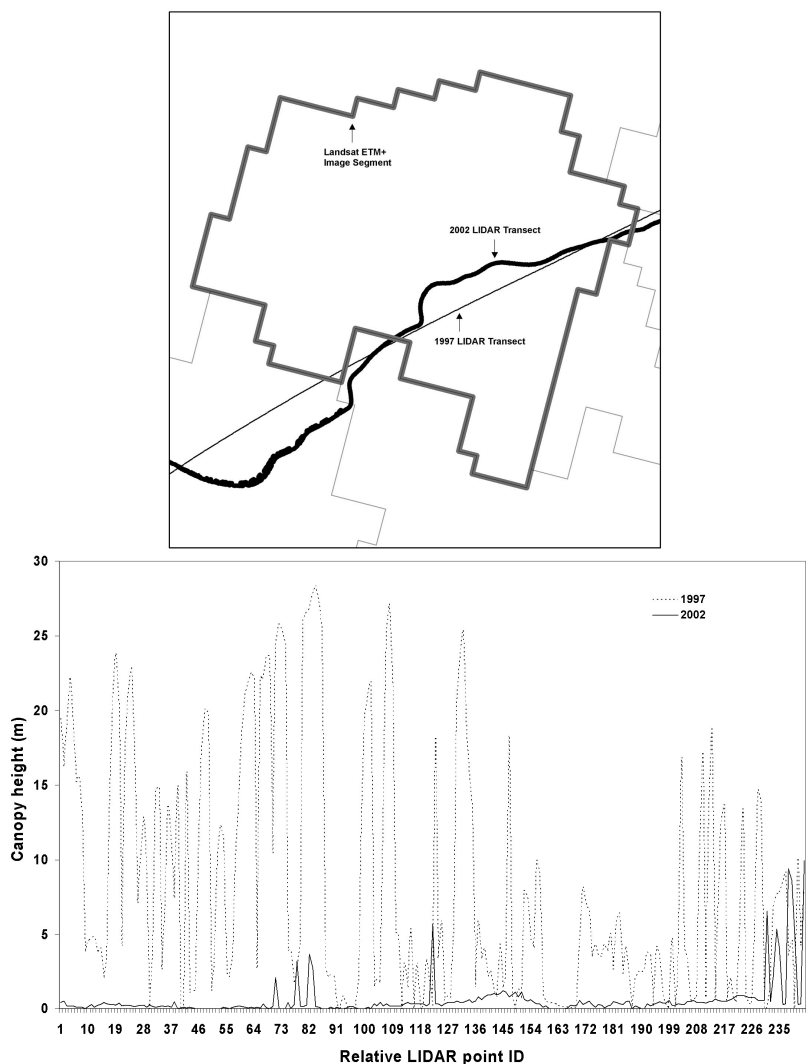 Landsat ETM+
Image Segment
2002 LIDAR Transect
1997 LIDAR Transect
30
25
20
15
10
5
0
Canopy height (m)
1997
2002
1 10 19 28 37 46 55 64 73 82 91 100 109 118 127 136 145 154 163 172 181 190 199 208 217 226 235
Relative LIDAR point ID